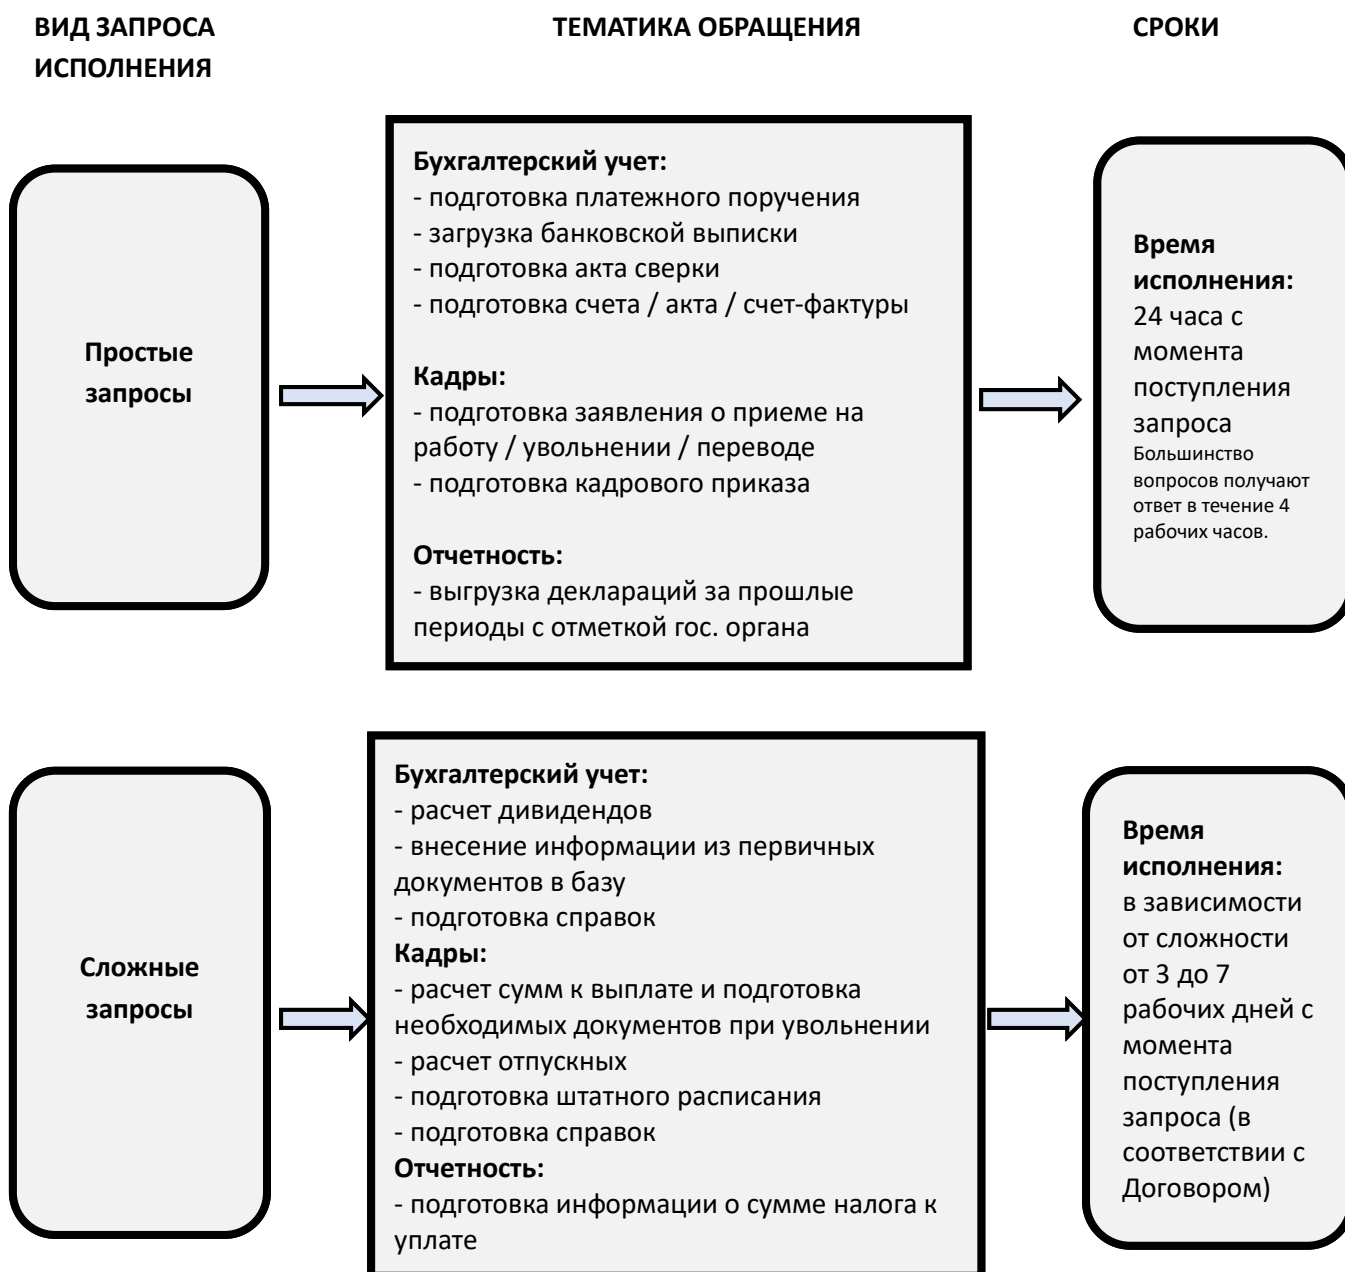 ВИД ЗАПРОСА
ИСПОЛНЕНИЯ
ТЕМАТИКА ОБРАЩЕНИЯ
СРОКИ
Простые
запросы
Бухгалтерский учет:
- подготовка платежного поручения
- загрузка банковской выписки
- подготовка акта сверки
- подготовка счета / акта / счет-фактуры
Кадры:
- подготовка заявления о приеме на
работу / увольнении / переводе
- подготовка кадрового приказа
Отчетность:
- выгрузка деклараций за прошлые
периоды с отметкой гос. органа
Время
исполнения:
24 часа с
момента
поступления
запроса
Большинство
вопросов получают
ответ в течение 4
рабочих часов.
Сложные
запросы
Бухгалтерский учет:
- расчет дивидендов
- внесение информации из первичных
документов в базу
- подготовка справок
Кадры:
- расчет сумм к выплате и подготовка
необходимых документов при увольнении
- расчет отпускных
- подготовка штатного расписания
- подготовка справок
Отчетность:
- подготовка информации о сумме налога к
уплате
Время
исполнения:
в зависимости
от сложности
от 3 до 7
рабочих дней с
момента
поступления
запроса (в
соответствии с
Договором)